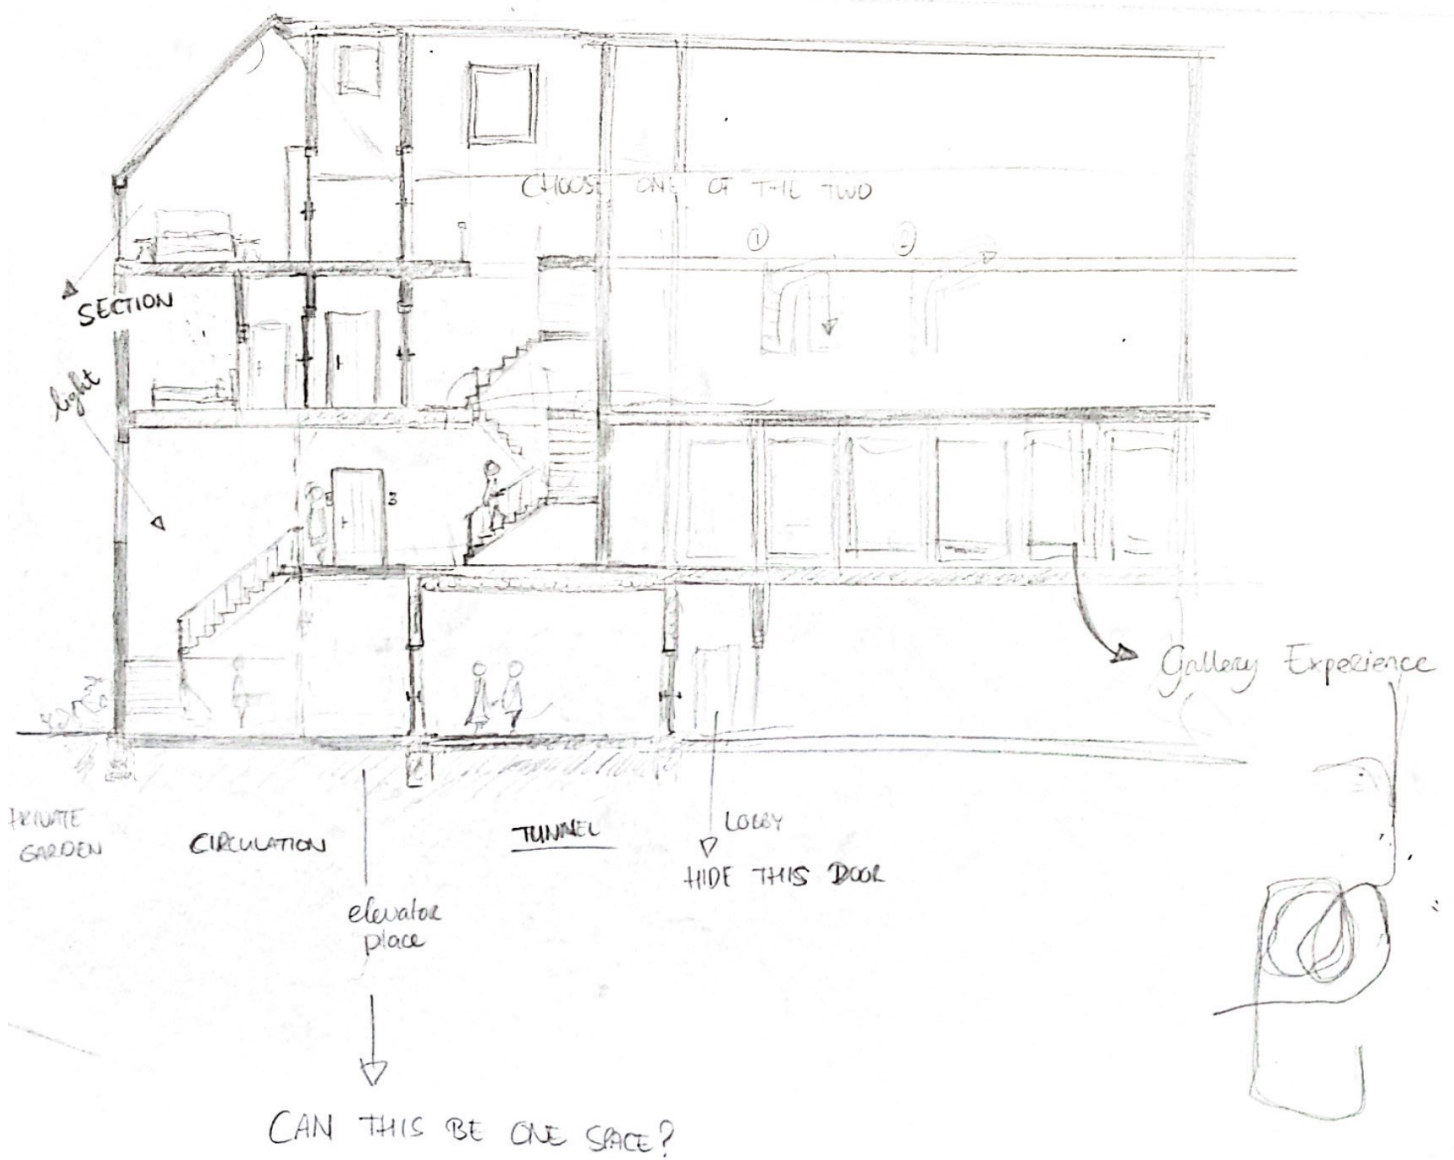 CHOOSE ONE OF THE TWO
1
2
SECTION
light
Gallery Experience
PRIVATE
GARDEN
CIRCULATION
TUNNEL
LOBBY
HIDE THIS DOOR
elevator
place
CAN THIS BE ONE SPACE?